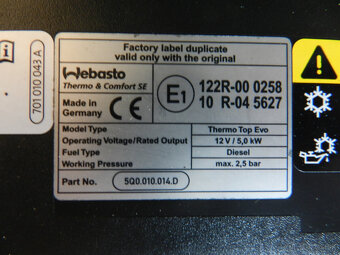 Factory label duplicate
valid only with the original
Webasto
Thermo & Comfort SE
Made in
Germany
CE
E1
122R-00 0258
10 R-04 5627
Model Type Thermo Top Evo
Operating Voltage/Rated Output 12 V / 5,0 kW
Fuel Type Diesel
Working Pressure max. 2,5 bar
Part No. 5Q0.010.014.D
701 010 043 A